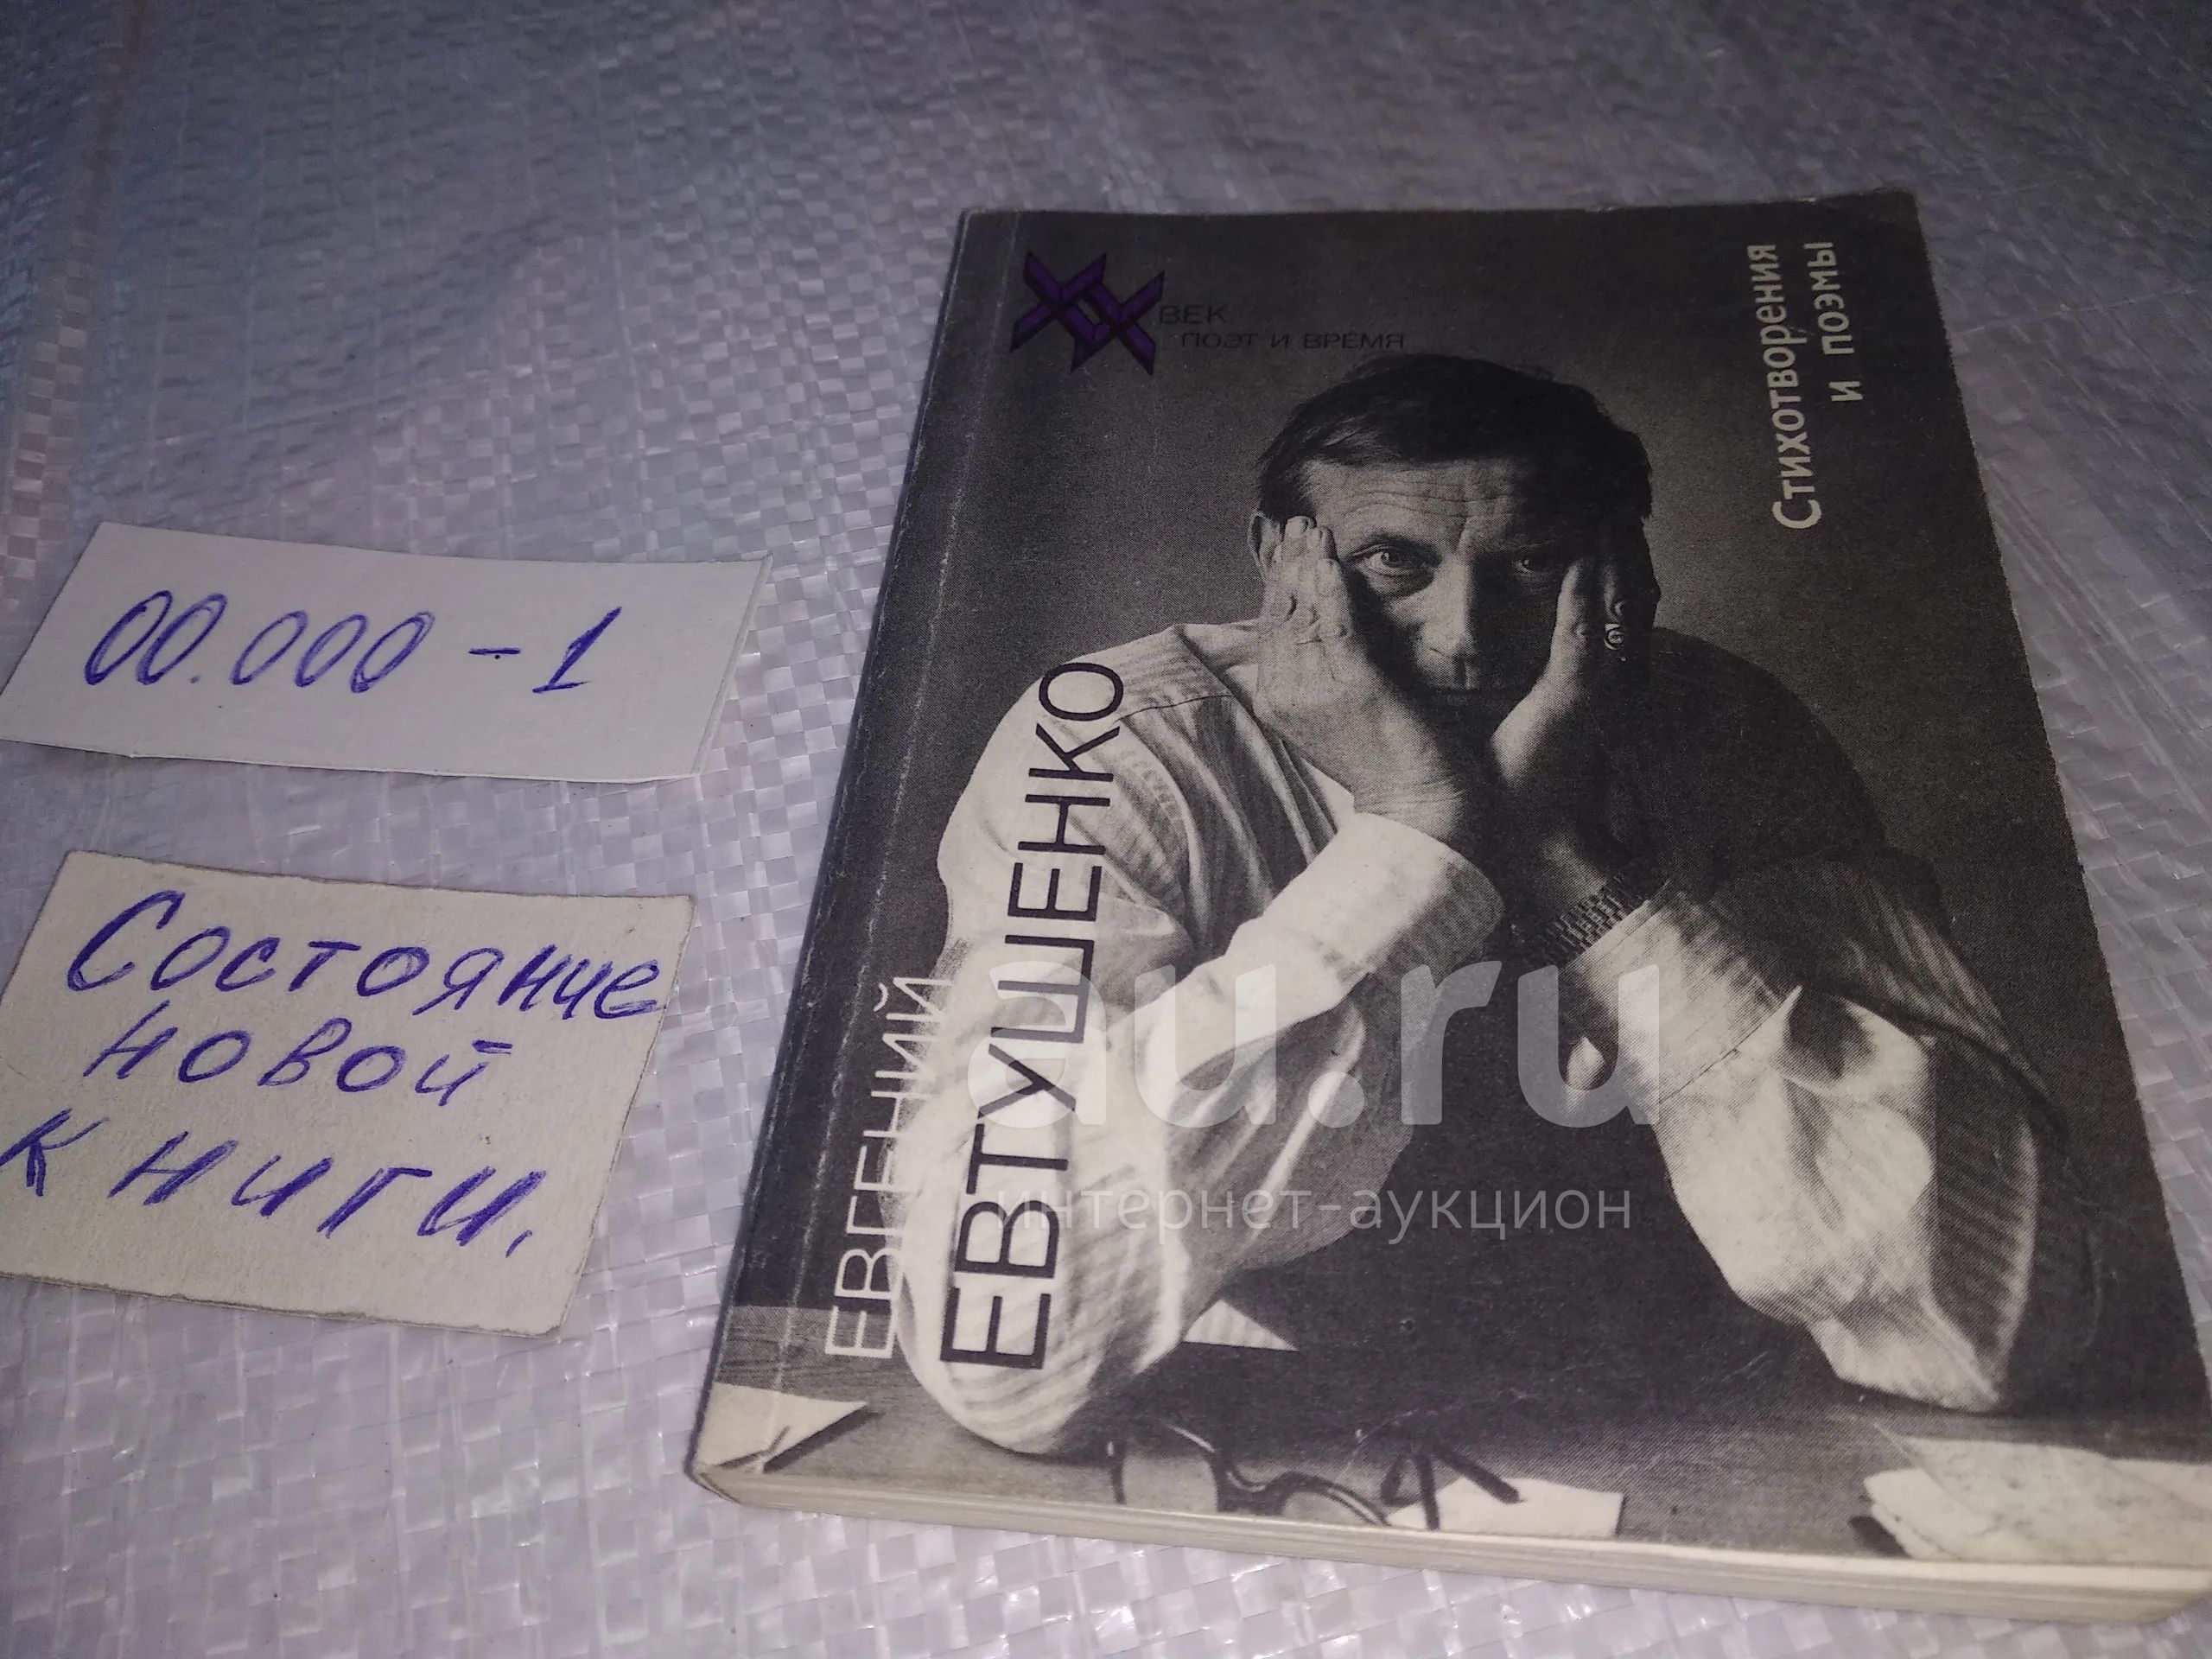 00.000-1
Состояние
новой
книги.
XX ВЕК
ПОЭТ И ВРЕМЯ
Стихотворения
и поэмы
ЕВГЕНИЙ
ЕВТУШЕНКО
au.ru
интернет-аукцион